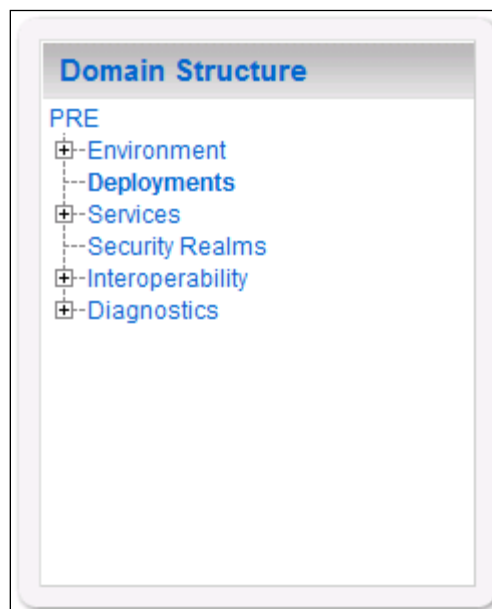 Domain Structure
PRE
Environment
Deployments
Services
Security Realms
Interoperability
Diagnostics